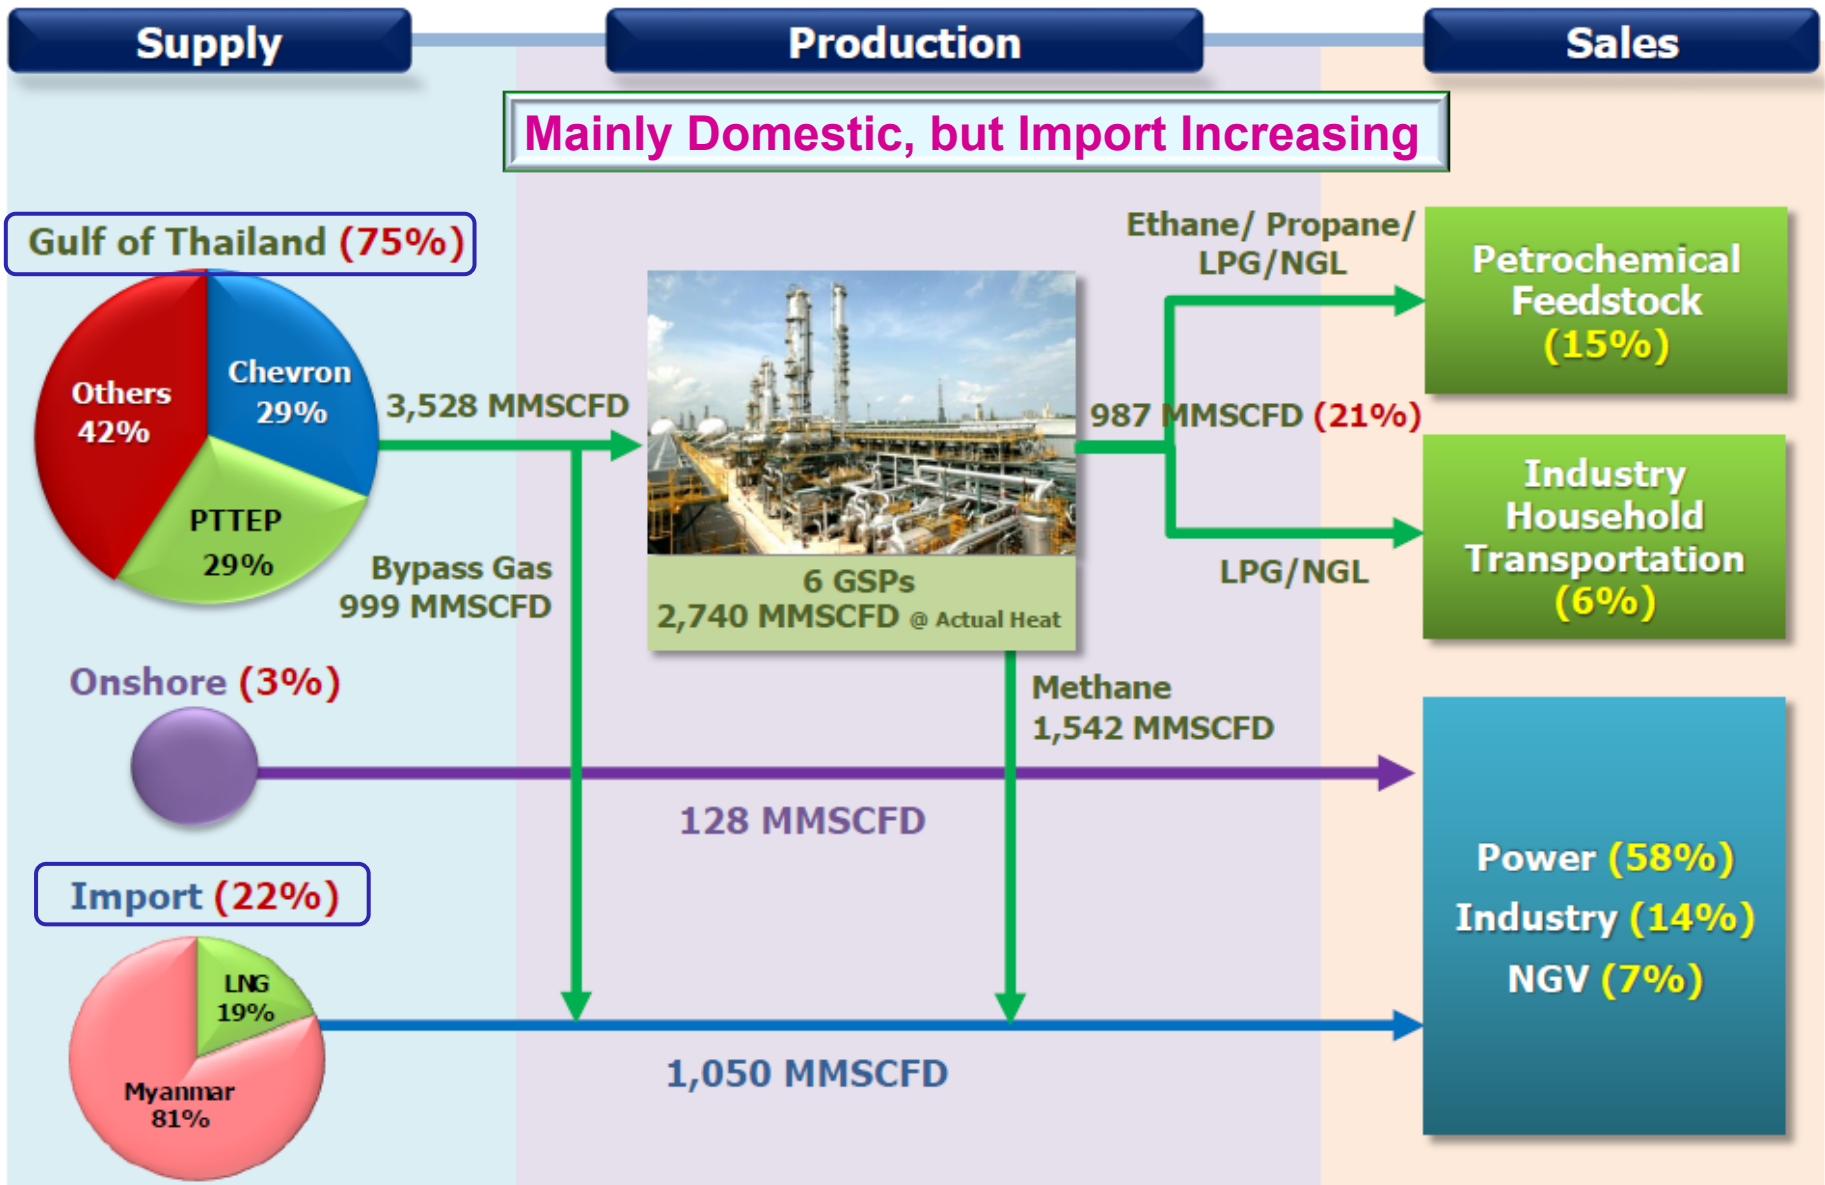 Supply
Production
Sales
Mainly Domestic, but Import Increasing
Gulf of Thailand (75%)
Others
42%
Chevron
29%
PTTEP
29%
3,528 MMSCFD
Bypass Gas
999 MMSCFD
6 GSPs
2,740 MMSCFD @ Actual Heat
Ethane/ Propane/
LPG/NGL
987 MMSCFD (21%)
LPG/NGL
Petrochemical
Feedstock
(15%)
Industry
Household
Transportation
(6%)
Onshore (3%)
128 MMSCFD
Methane
1,542 MMSCFD
Import (22%)
LNG
19%
Myanmar
81%
1,050 MMSCFD
Power (58%)
Industry (14%)
NGV (7%)